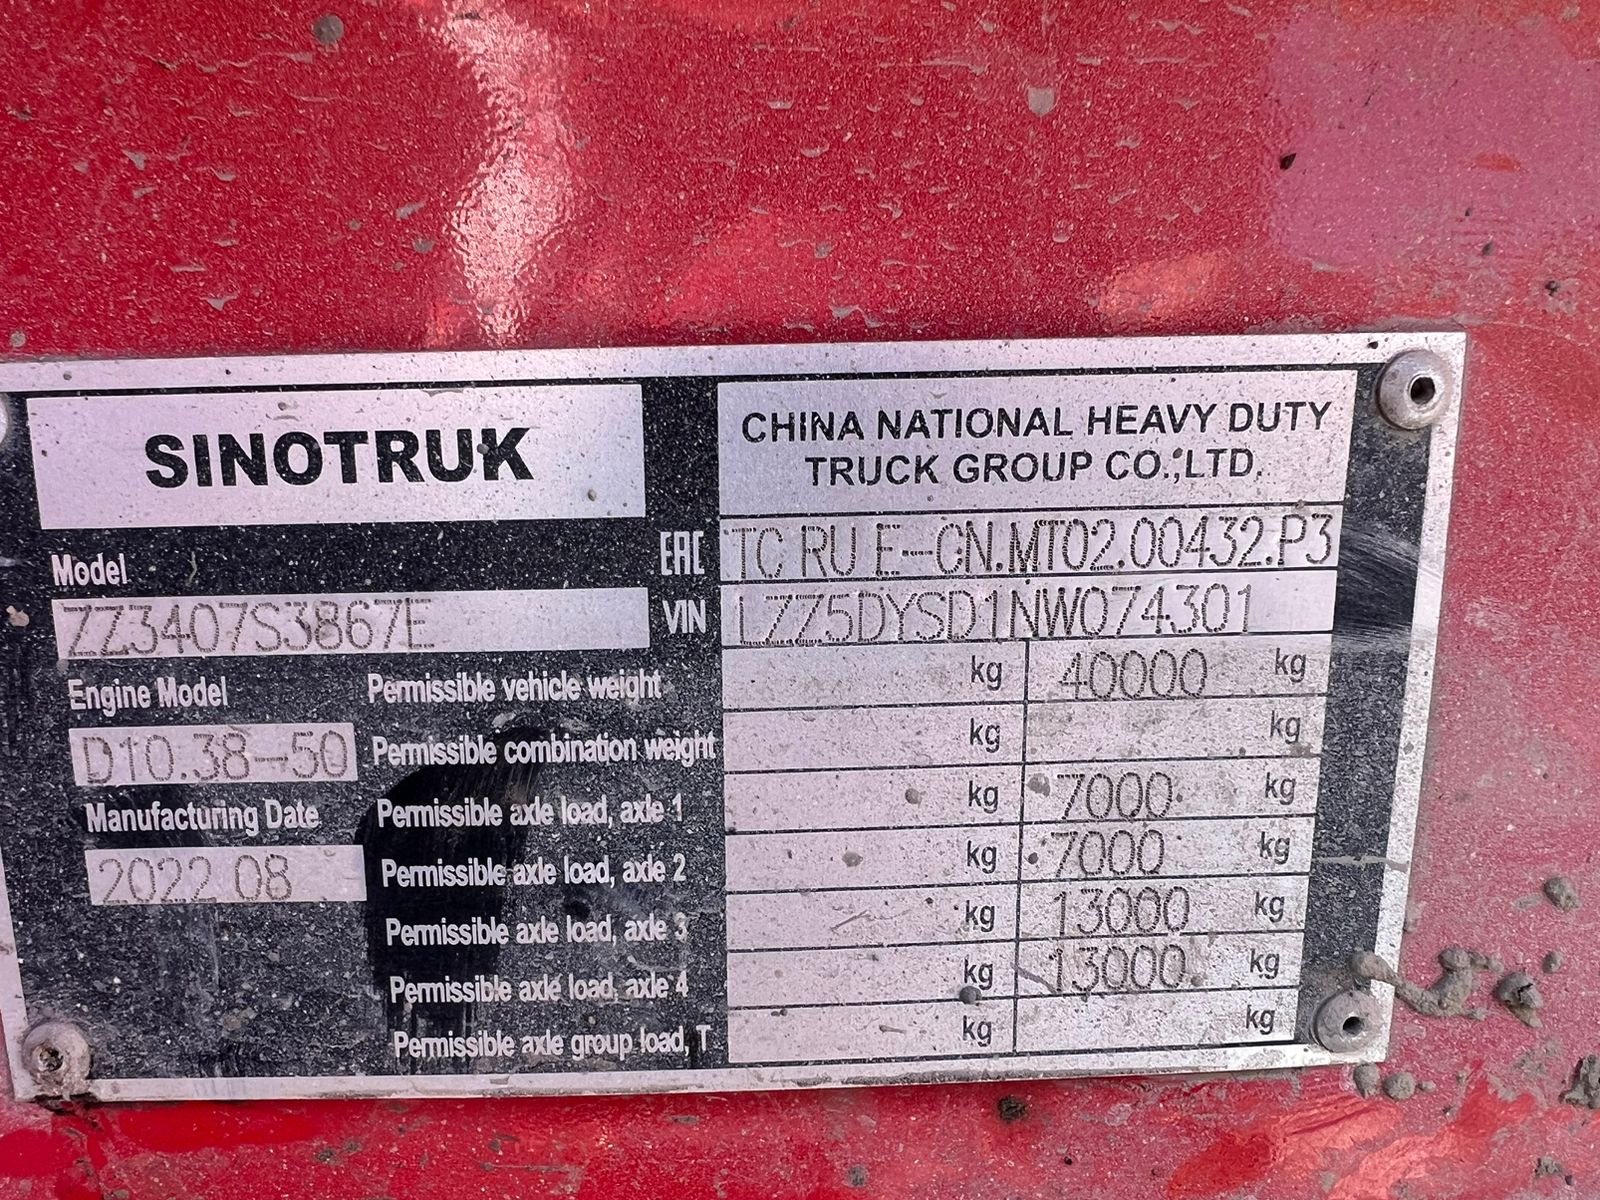 SINOTRUK
CHINA NATIONAL HEAVY DUTY
TRUCK GROUP CO.,LTD.
Model
ZZ3407S3867E
EAC TC RU E-CN.MT02.00432.P3
VIN LZZ5DYSD1NW074301
Engine Model
D10.38-50
Manufacturing Date
2022.08
Permissible vehicle weight kg 40000 kg
Permissible combination weight kg kg
Permissible axle load, axle 1 kg 7000 kg
Permissible axle load, axle 2 kg 7000 kg
Permissible axle load, axle 3 kg 13000 kg
Permissible axle load, axle 4 kg 13000 kg
Permissible axle group load, T kg kg